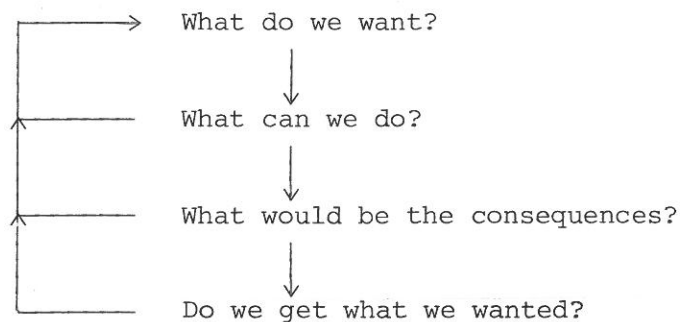 What do we want?
What can we do?
What would be the consequences?
Do we get what we wanted?